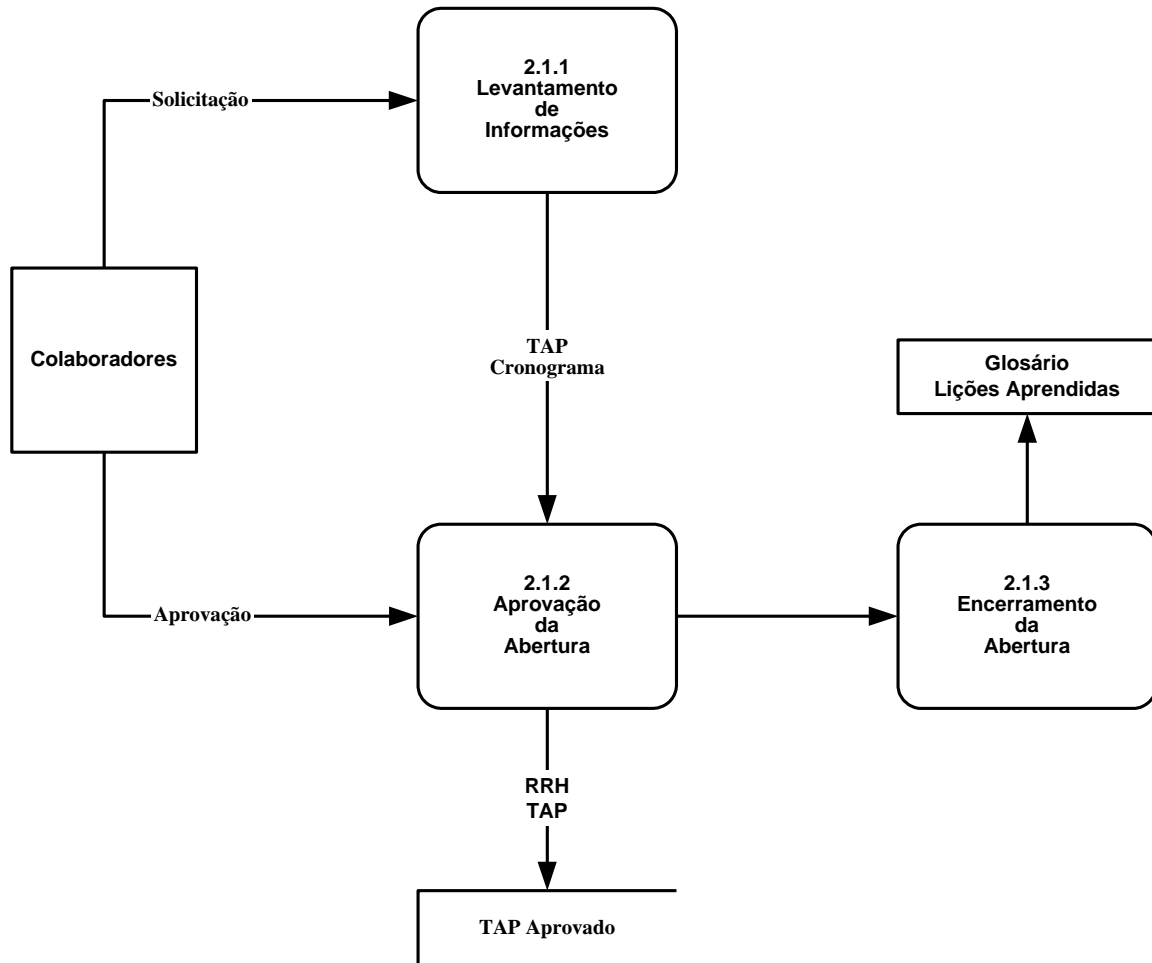 2.1.1
Levantamento
de
Informações
Solicitação
Colaboradores
TAP
Cronograma
Glosário
Lições Aprendidas
Aprovação
2.1.2
Aprovação
da
Abertura
2.1.3
Encerramento
da
Abertura
RRH
TAP
TAP Aprovado